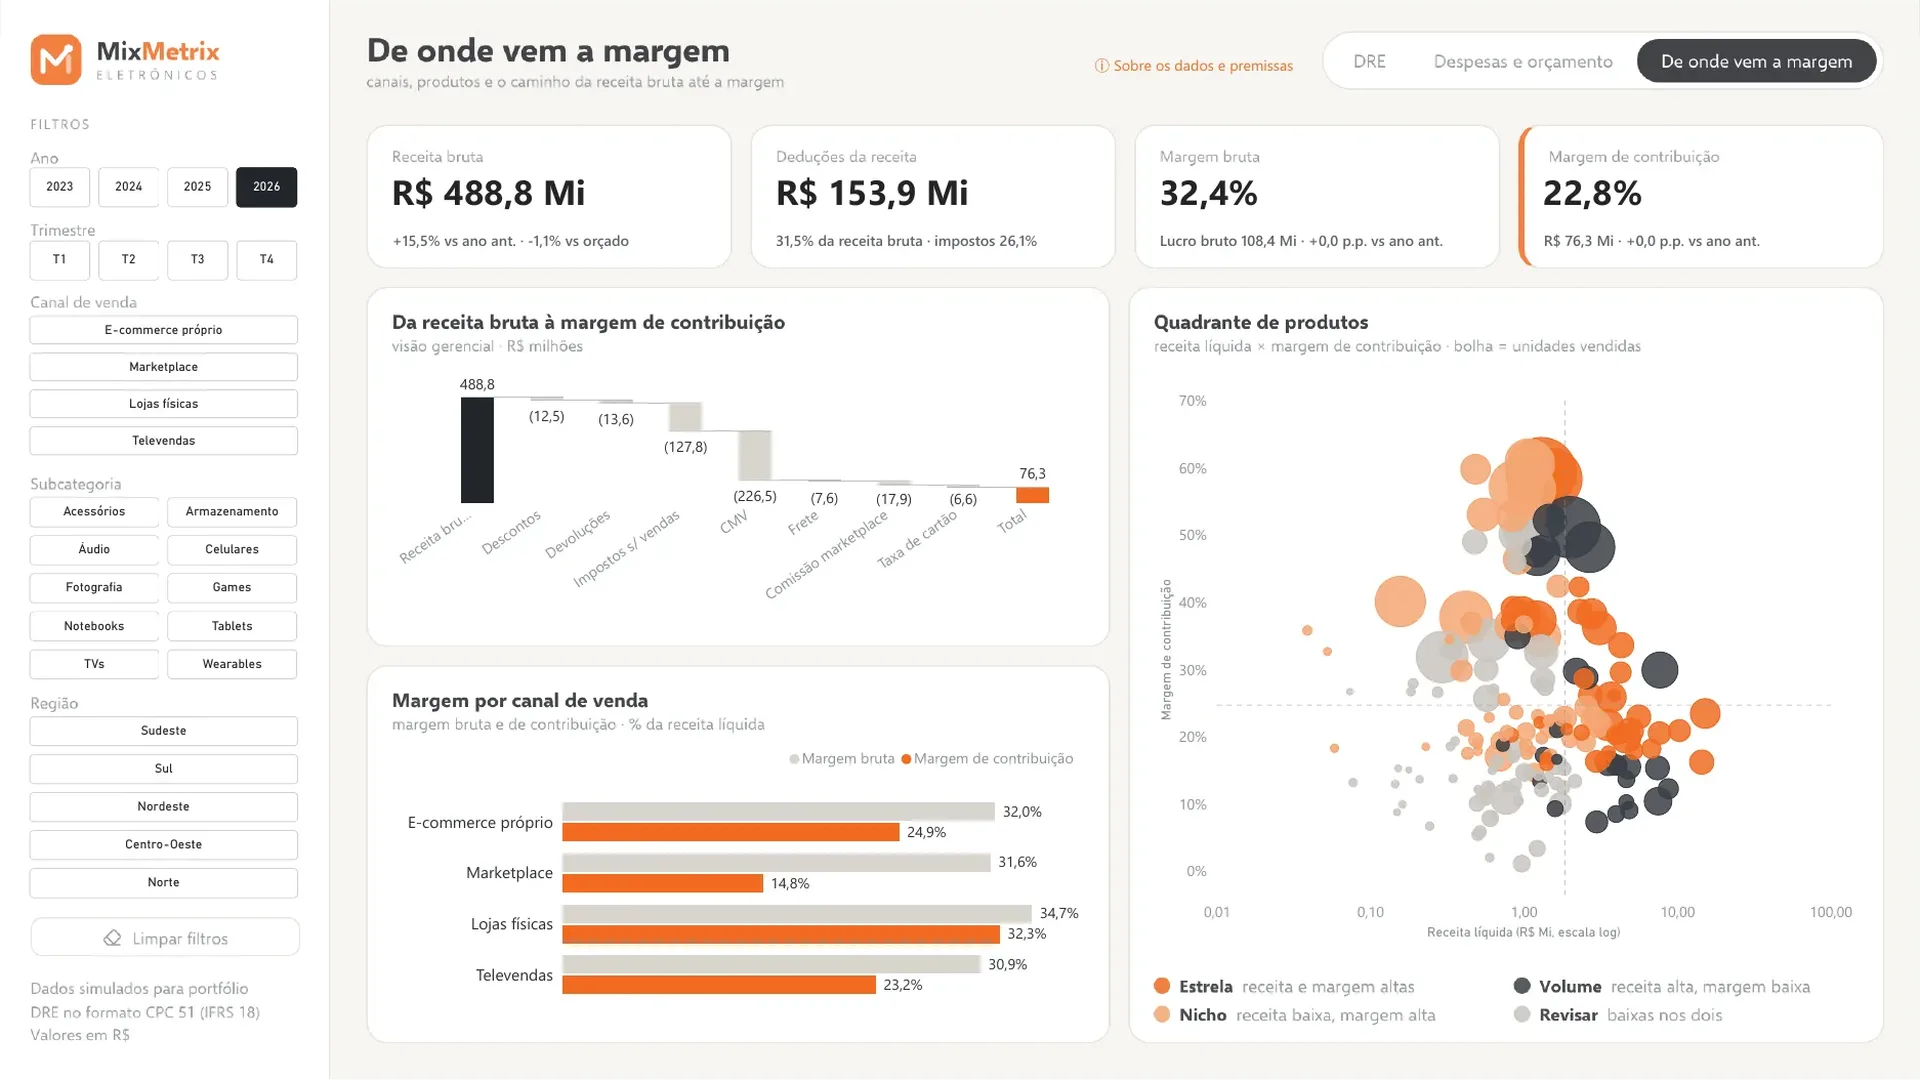 MixMetrix
ELETRÔNICOS
FILTROS
Ano
2023 2024 2025 2026
Trimestre
T1 T2 T3 T4
Canal de venda
E-commerce próprio
Marketplace
Lojas físicas
Televendas
Subcategoria
Acessórios Armazenamento
Áudio Celulares
Fotografia Games
Notebooks Tablets
TVs Wearables
Região
Sudeste
Sul
Nordeste
Centro-Oeste
Norte
Limpar filtros
Dados simulados para portfólio
DRE no formato CPC 51 (IFRS 18)
Valores em R$
De onde vem a margem
canais, produtos e o caminho da receita bruta até a margem
Sobre os dados e premissas
DRE Despesas e orçamento De onde vem a margem
Receita bruta
R$ 488,8 Mi
+15,5% vs ano ant. · -1,1% vs orçado
Deduções da receita
R$ 153,9 Mi
31,5% da receita bruta · impostos 26,1%
Margem bruta
32,4%
Lucro bruto 108,4 Mi · +0,0 p.p. vs ano ant.
Margem de contribuição
22,8%
R$ 76,3 Mi · +0,0 p.p. vs ano ant.
Da receita bruta à margem de contribuição
visão gerencial · R$ milhões
488,8
(12,5)
(13,6)
(127,8)
(226,5)
(7,6)
(17,9)
(6,6)
76,3
Receita bru...
Descontos
Devoluções
Impostos s/ vendas
CMV
Frete
Comissão marketplace
Taxa de cartão
Total
Margem por canal de venda
margem bruta e de contribuição · % da receita líquida
Margem bruta Margem de contribuição
E-commerce próprio 32,0%
24,9%
Marketplace 31,6%
14,8%
Lojas físicas 34,7%
32,3%
Televendas 30,9%
23,2%
Quadrante de produtos
receita líquida × margem de contribuição · bolha = unidades vendidas
70%
60%
50%
40%
30%
20%
10%
0%
Margem de contribuição
0,01 0,10 1,00 10,00 100,00
Receita líquida (R$ Mi, escala log)
Estrela receita e margem altas
Volume receita alta, margem baixa
Nicho receita baixa, margem alta
Revisar baixas nos dois